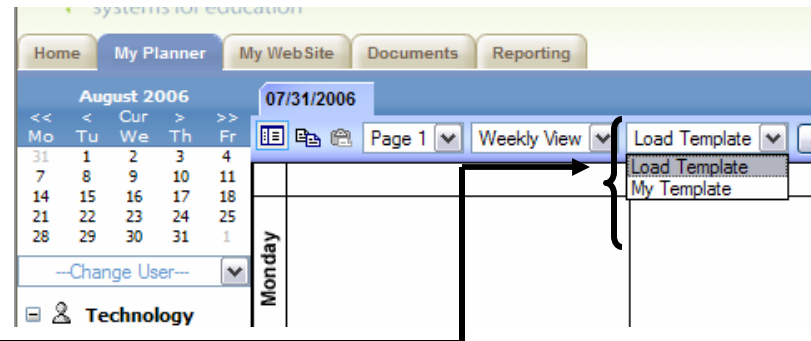 systems for education
Home My Planner My WebSite Documents Reporting
August 2006
<< < Cur > >>
Mo Tu We Th Fr
31 1 2 3 4
7 8 9 10 11
14 15 16 17 18
21 22 23 24 25
28 29 30 31 1
---Change User---
Technology
07/31/2006
Page 1 Weekly View Load Template
Load Template
My Template
Monday